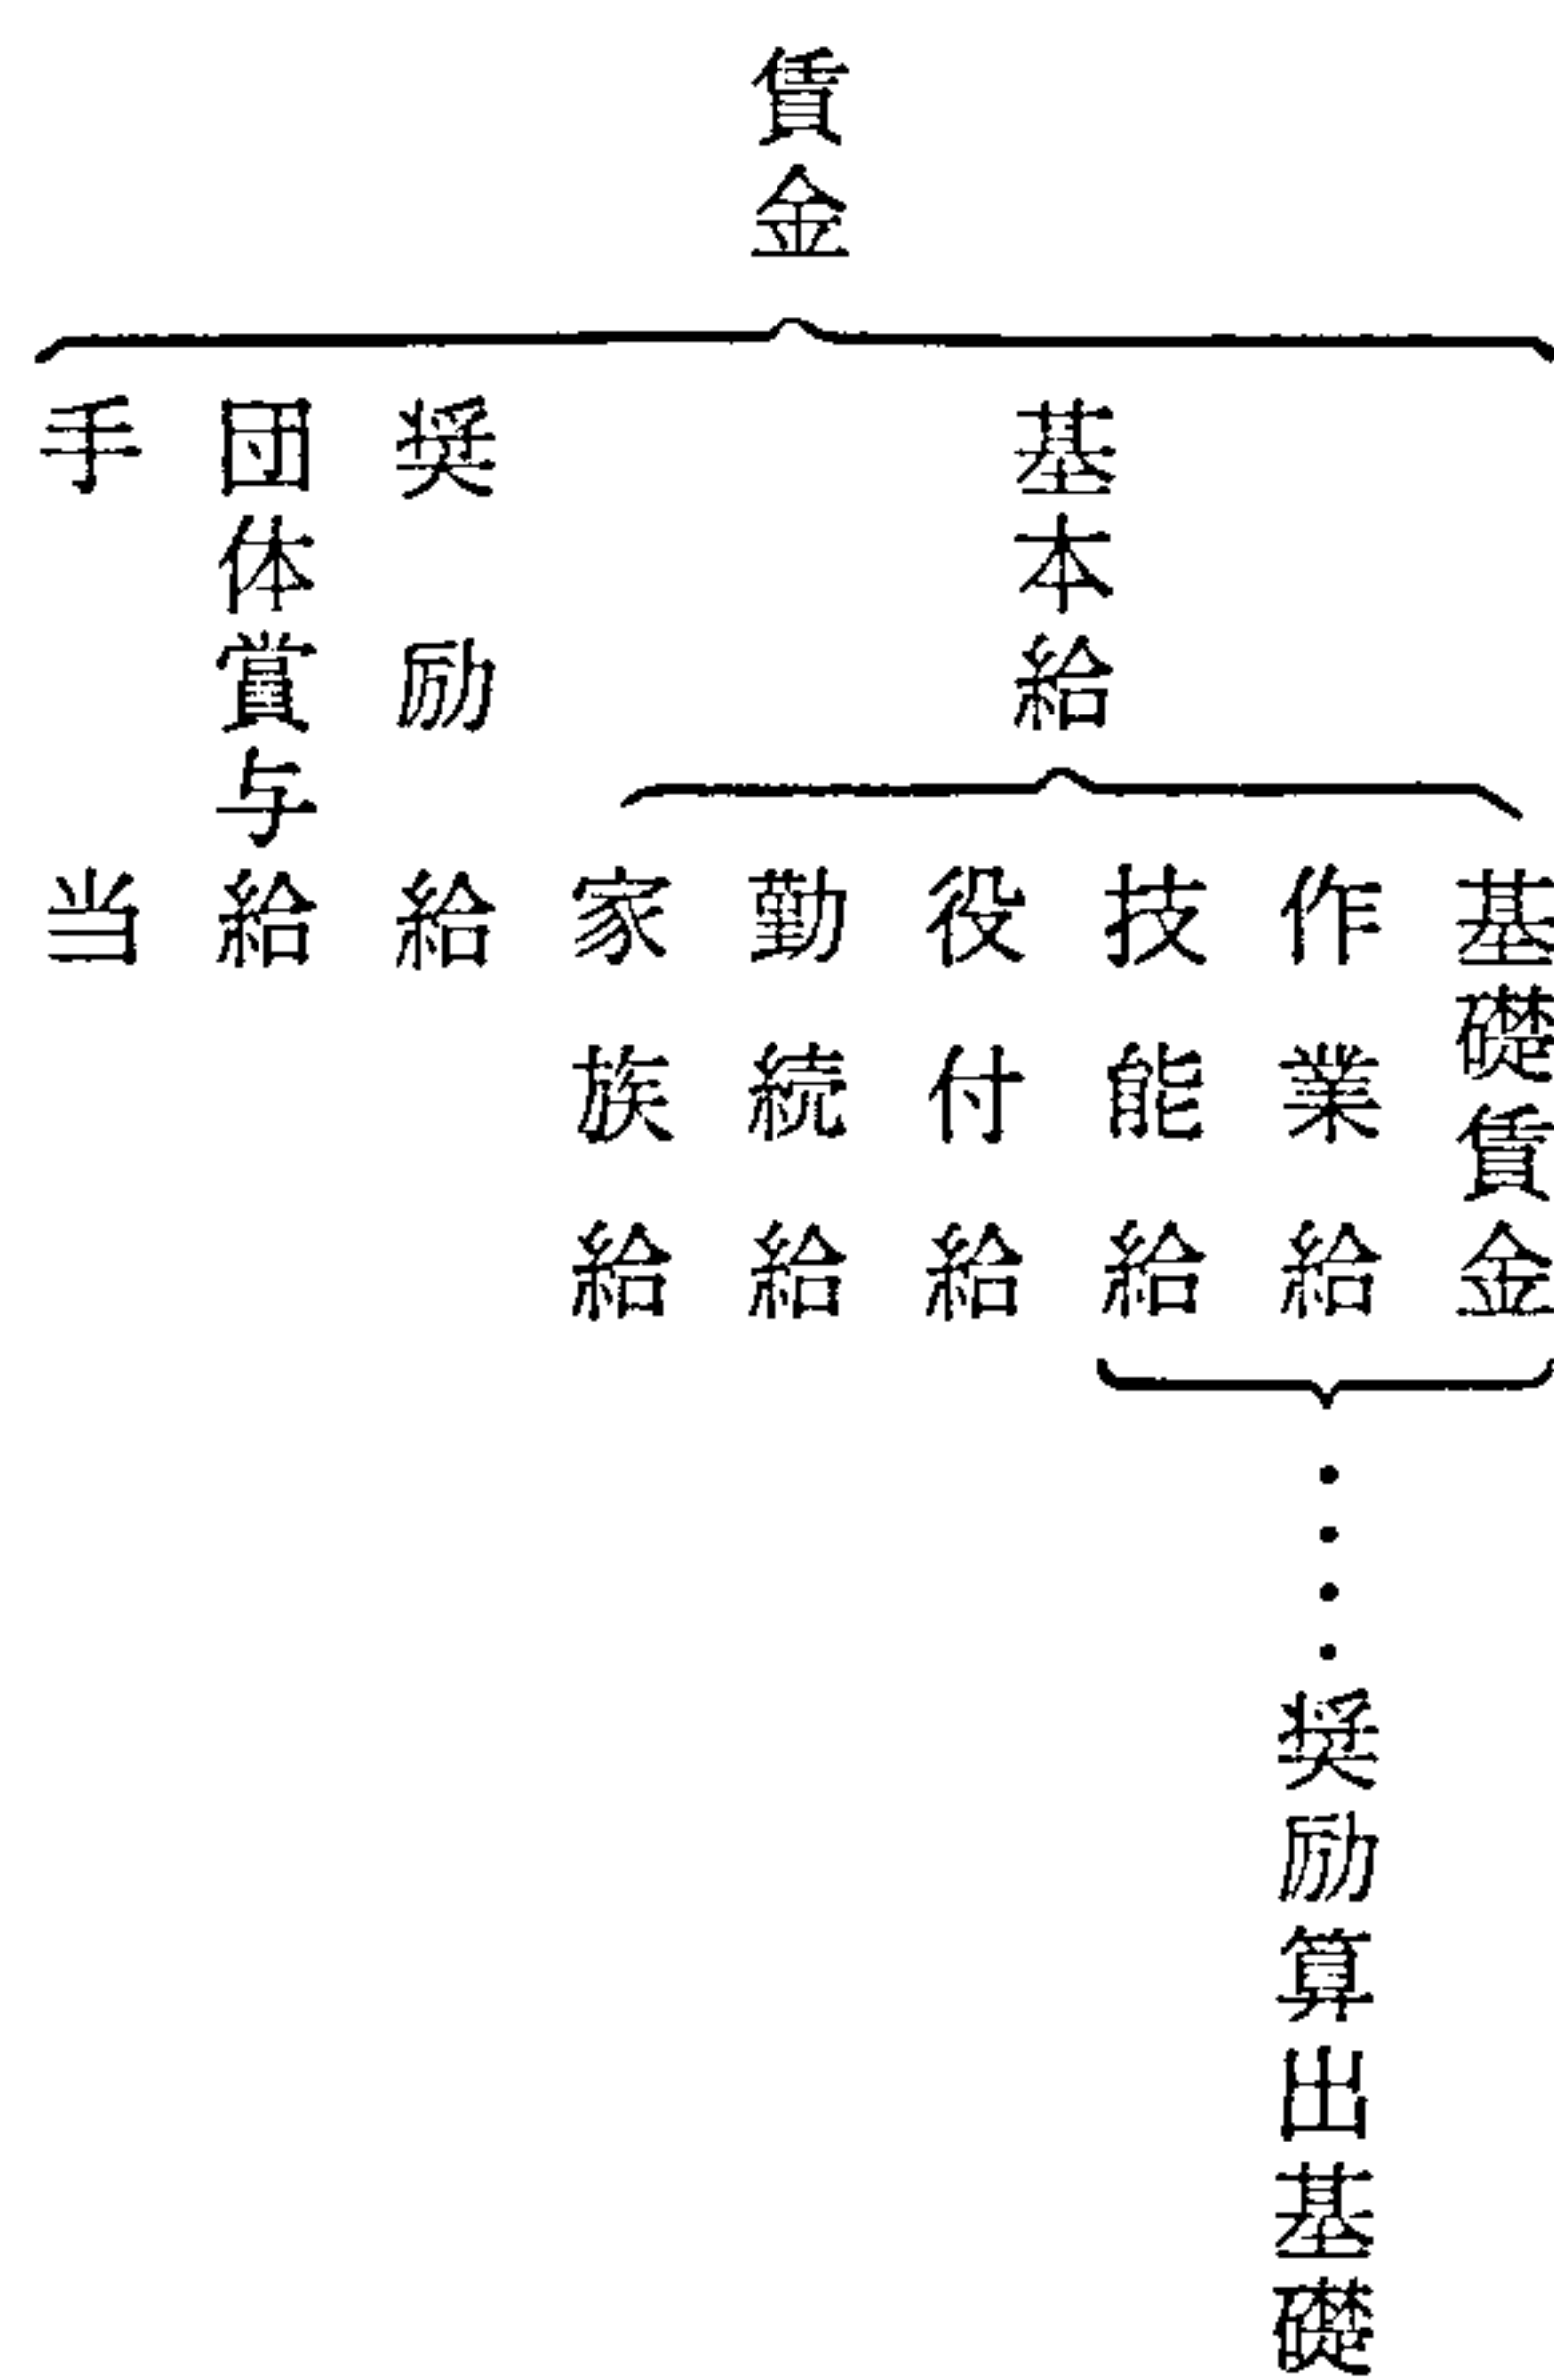 賃金
基本給
基礎賃金
作業給
技能給
奨励算出基礎
役付給
勤続給
家族給
奨励給
団体賞与給
手当